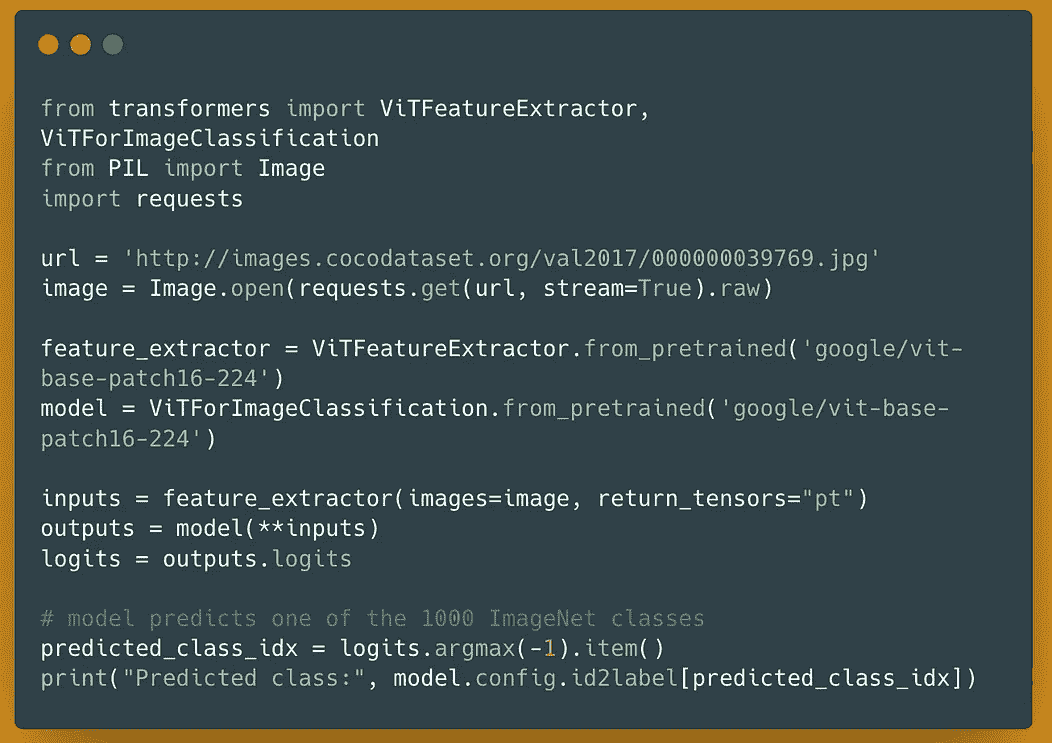 from transformers import ViTFeatureExtractor,
ViTForImageClassification
from PIL import Image
import requests
url = 'http://images.cocodataset.org/val2017/000000039769.jpg'
image = Image.open(requests.get(url, stream=True).raw)
feature_extractor = ViTFeatureExtractor.from_pretrained('google/vit-
base-patch16-224')
model = ViTForImageClassification.from_pretrained('google/vit-base-
patch16-224')
inputs = feature_extractor(images=image, return_tensors="pt")
outputs = model(**inputs)
logits = outputs.logits
# model predicts one of the 1000 ImageNet classes
predicted_class_idx = logits.argmax(-1).item()
print("Predicted class:", model.config.id2label[predicted_class_idx])